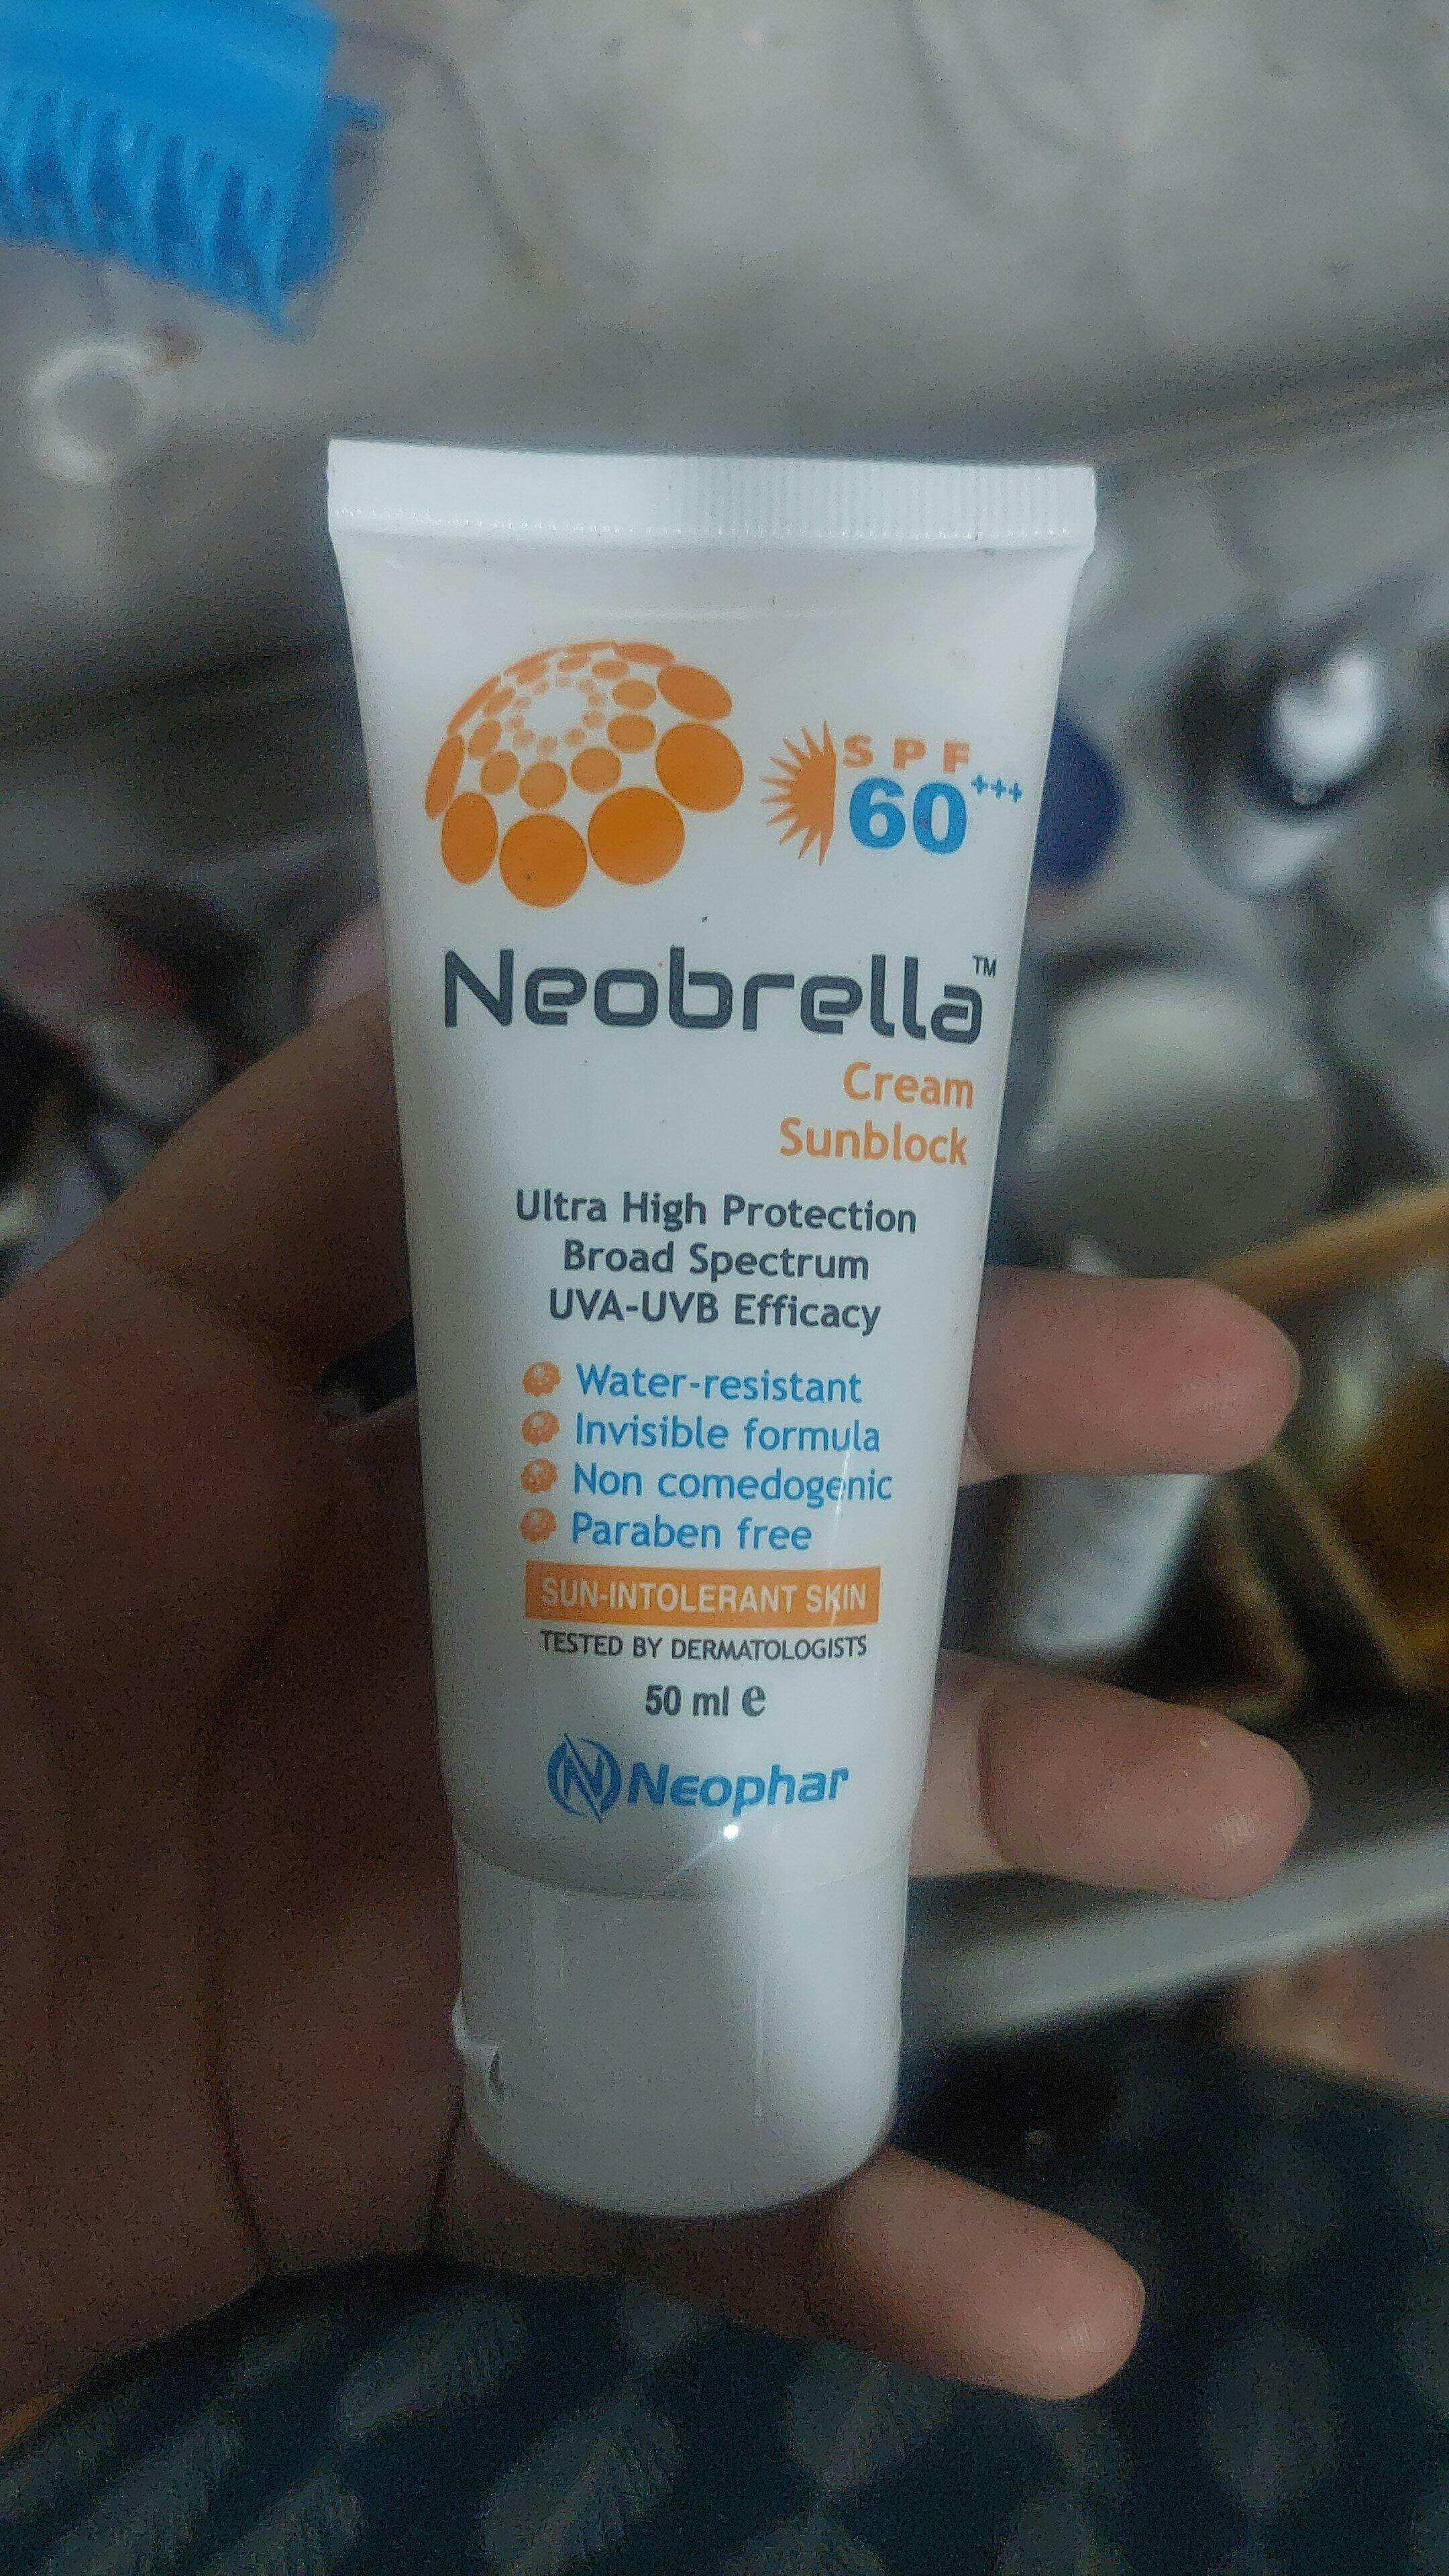 SPF
60+++
Neobrella™
Cream
Sunblock
Ultra High Protection
Broad Spectrum
UVA-UVB Efficacy
Water-resistant
Invisible formula
Non comedogenic
Paraben free
SUN-INTOLERANT SKIN
TESTED BY DERMATOLOGISTS
50 ml e
N Neophar